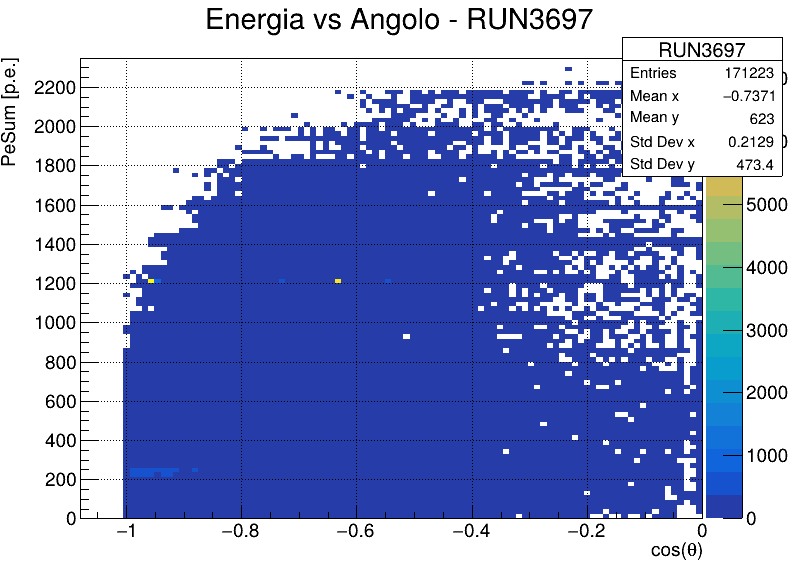 Energia vs Angolo - RUN3697
RUN3697
Entries 171223
Mean x −0.7371
Mean y 623
Std Dev x 0.2129
Std Dev y 473.4
PeSum [p.e.]
2200
2000
1800
1600
1400
1200
1000
800
600
400
200
0
−1 −0.8 −0.6 −0.4 −0.2 0
cos(θ)
5000
4000
3000
2000
1000
0